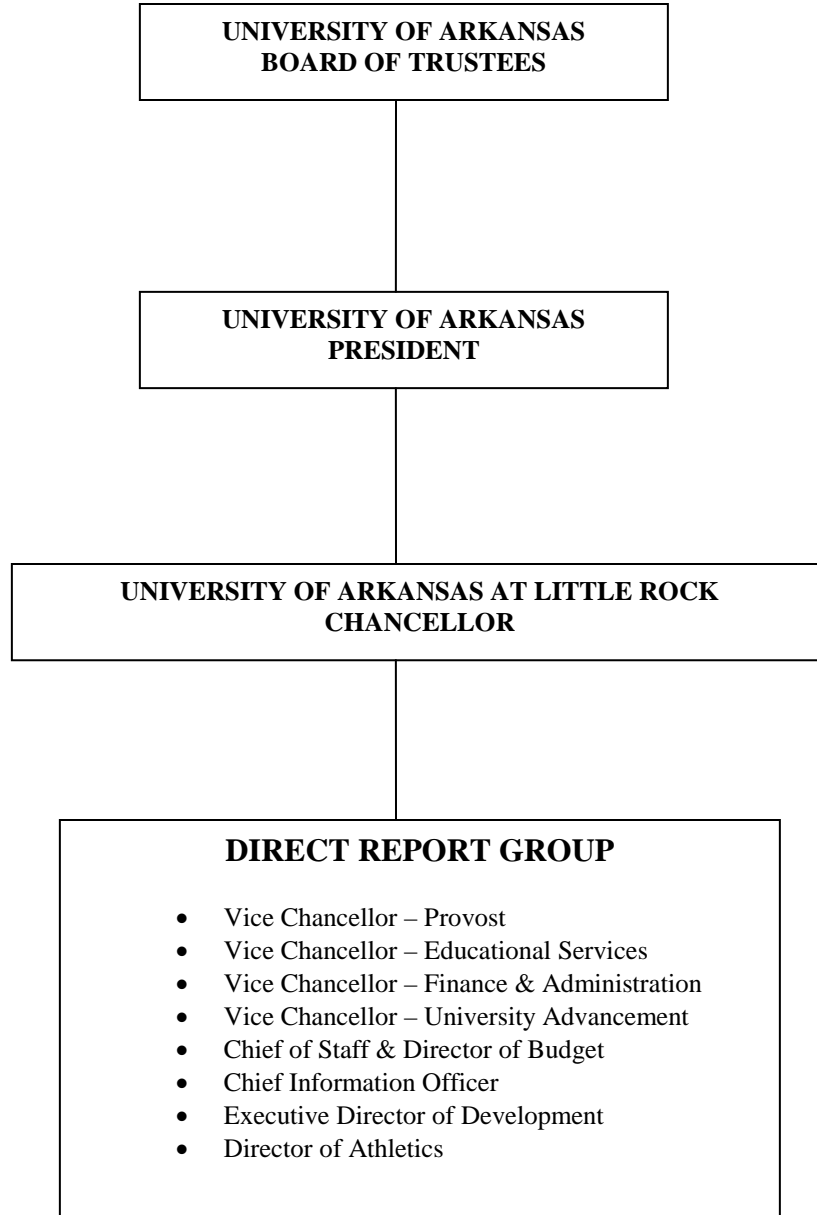 UNIVERSITY OF ARKANSAS
BOARD OF TRUSTEES
UNIVERSITY OF ARKANSAS
PRESIDENT
UNIVERSITY OF ARKANSAS AT LITTLE ROCK
CHANCELLOR
DIRECT REPORT GROUP
• Vice Chancellor – Provost
• Vice Chancellor – Educational Services
• Vice Chancellor – Finance & Administration
• Vice Chancellor – University Advancement
• Chief of Staff & Director of Budget
• Chief Information Officer
• Executive Director of Development
• Director of Athletics